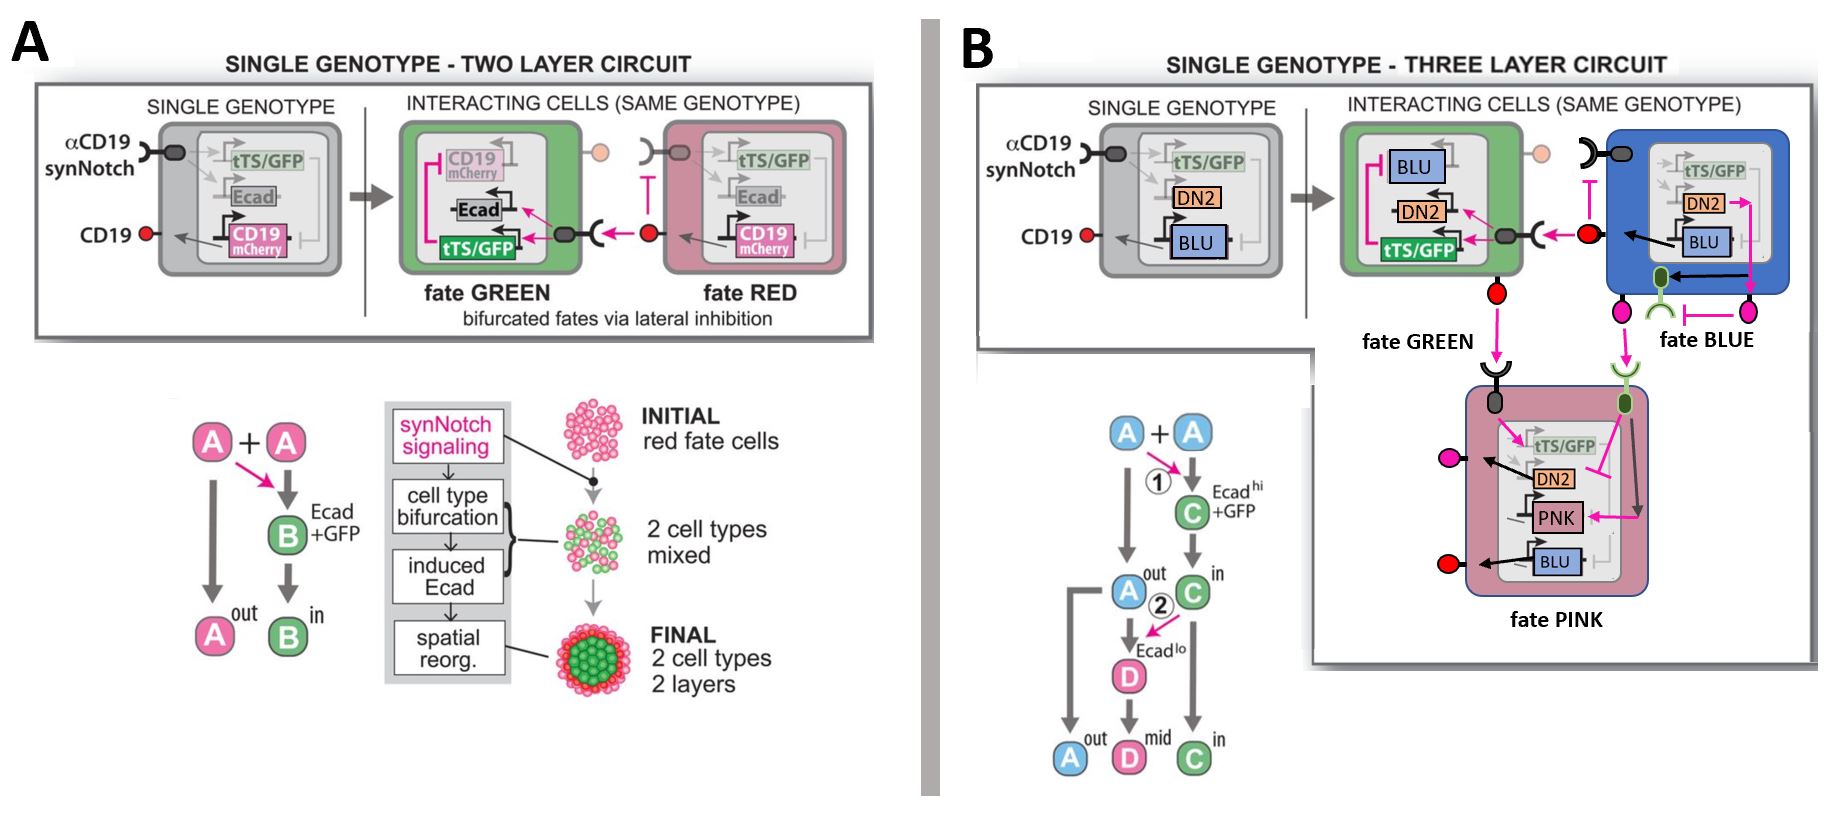 A
SINGLE GENOTYPE - TWO LAYER CIRCUIT
SINGLE GENOTYPE
INTERACTING CELLS (SAME GENOTYPE)
αCD19
synNotch
CD19
tTS/GFP
Ecad
CD19
mCherry
CD19
mCherry
Ecad
tTS/GFP
tTS/GFP
Ecad
CD19
mCherry
fate GREEN
fate RED
bifurcated fates via lateral inhibition
A + A
B
Ecad
+GFP
A out
B in
synNotch
signaling
cell type
bifurcation
induced
Ecad
spatial
reorg.
INITIAL
red fate cells
2 cell types
mixed
FINAL
2 cell types
2 layers
B
SINGLE GENOTYPE - THREE LAYER CIRCUIT
SINGLE GENOTYPE
INTERACTING CELLS (SAME GENOTYPE)
αCD19
synNotch
CD19
tTS/GFP
DN2
BLU
BLU
DN2
tTS/GFP
tTS/GFP
DN2
BLU
fate GREEN
fate BLUE
tTS/GFP
DN2
PNK
BLU
fate PINK
A + A
1
C
Ecad hi
+GFP
A out
C in
2
Ecad lo
D
A out
D mid
C in